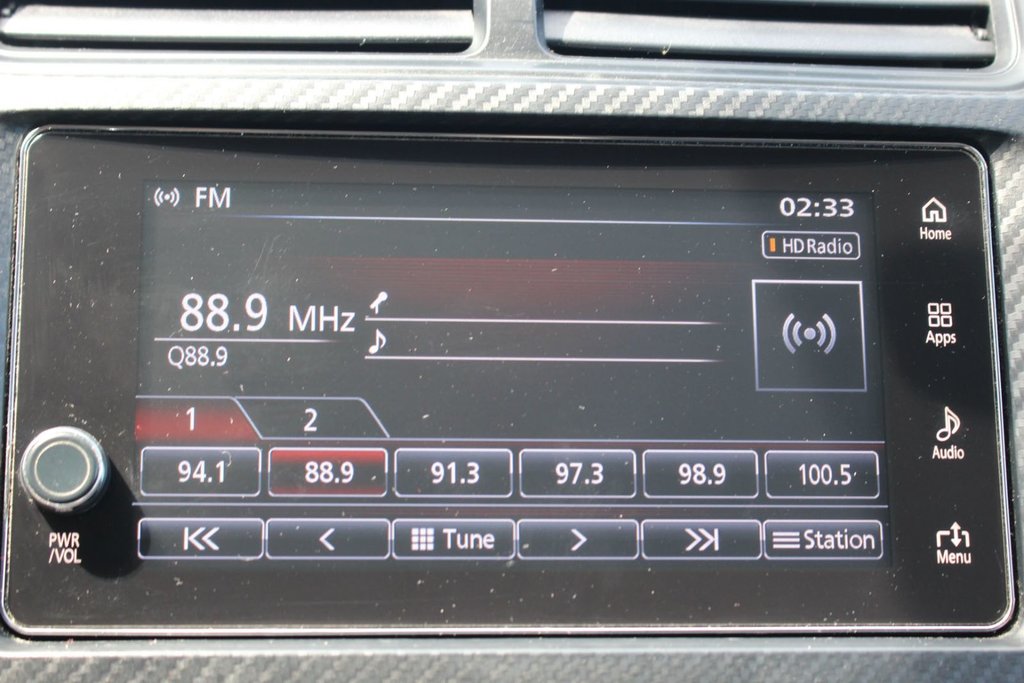 FM
02:33
HD Radio
88.9 MHz
Q88.9
1 2
94.1 88.9 91.3 97.3 98.9 100.5
Tune Station
PWR
/VOL
Home
Apps
Audio
Menu